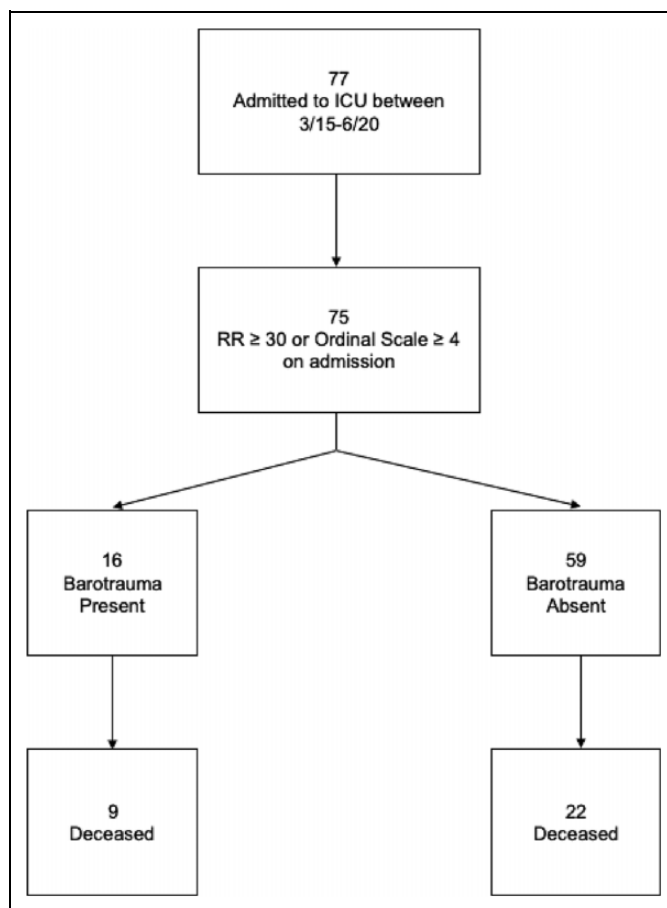 77
Admitted to ICU between
3/15-6/20
75
RR ≥ 30 or Ordinal Scale ≥ 4
on admission
16
Barotrauma
Present
59
Barotrauma
Absent
9
Deceased
22
Deceased